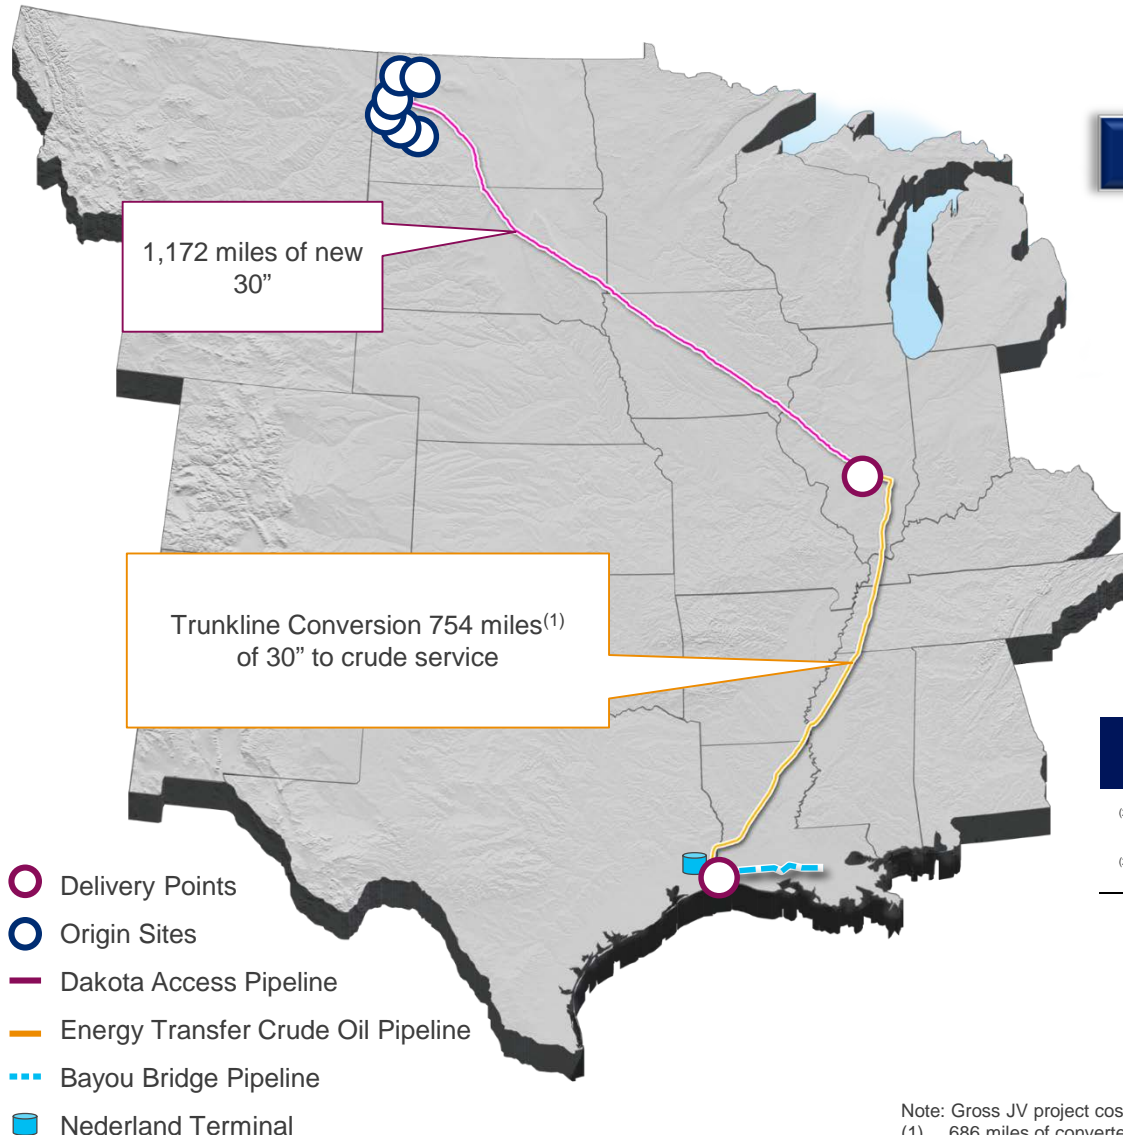 1,172 miles of new
30”
Trunkline Conversion 754 miles(1)
of 30” to crude service
Delivery Points
Origin Sites
Dakota Access Pipeline
Energy Transfer Crude Oil Pipeline
Bayou Bridge Pipeline
Nederland Terminal
Note: Gross JV project cos
(1) 686 miles of converte